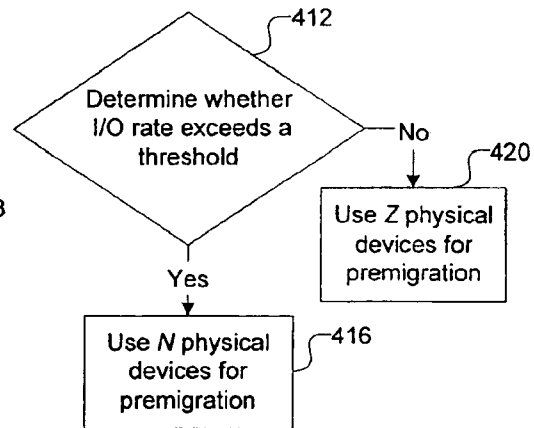 412
Determine whether
I/O rate exceeds a
threshold
No
420
Use Z physical
devices for
premigration
Yes
416
Use N physical
devices for
premigration